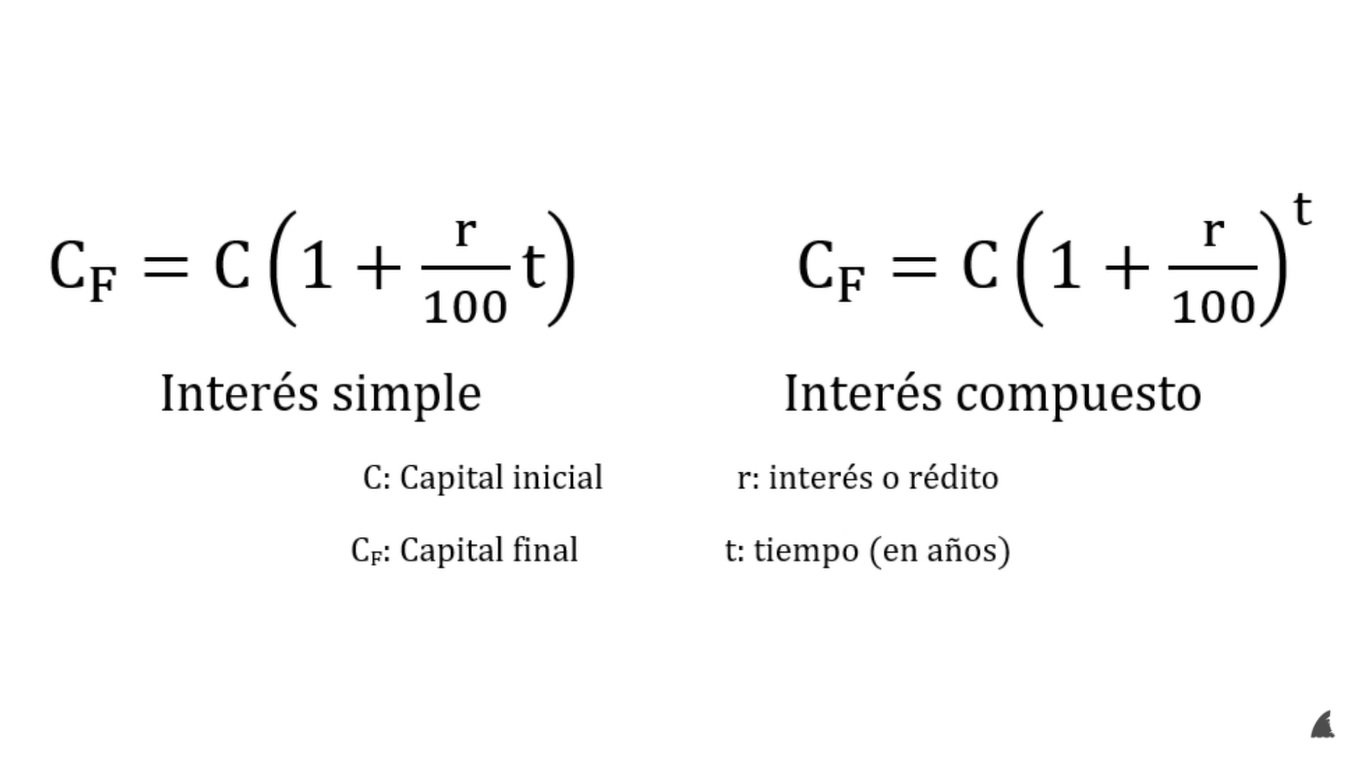 C_F = C(1 + r/100 t)
C_F = C(1 + r/100)^t
Interés simple
Interés compuesto
C: Capital inicial
r: interés o rédito
C_F: Capital final
t: tiempo (en años)